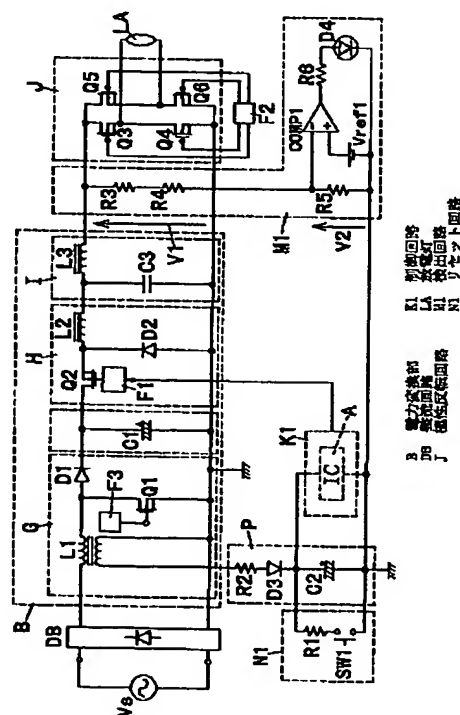 Vs
DB
B
G
L1
F3
Q1
D1
C1
H
Q2
F1
L2
D2
I
L3
C3
V1
J
Q3
Q5
Q4
Q6
F2
LA
R3
R4
R5
M1
V2
COMP1
Vref1
R6
D4
N1
R1
SW1
P
R2
D3
C2
K1
IC
A
B 電力変換部
DB 整流回路
J 極性反転回路
K1 制御回路
LA 放電灯
M1 検出回路
N1 リセット回路